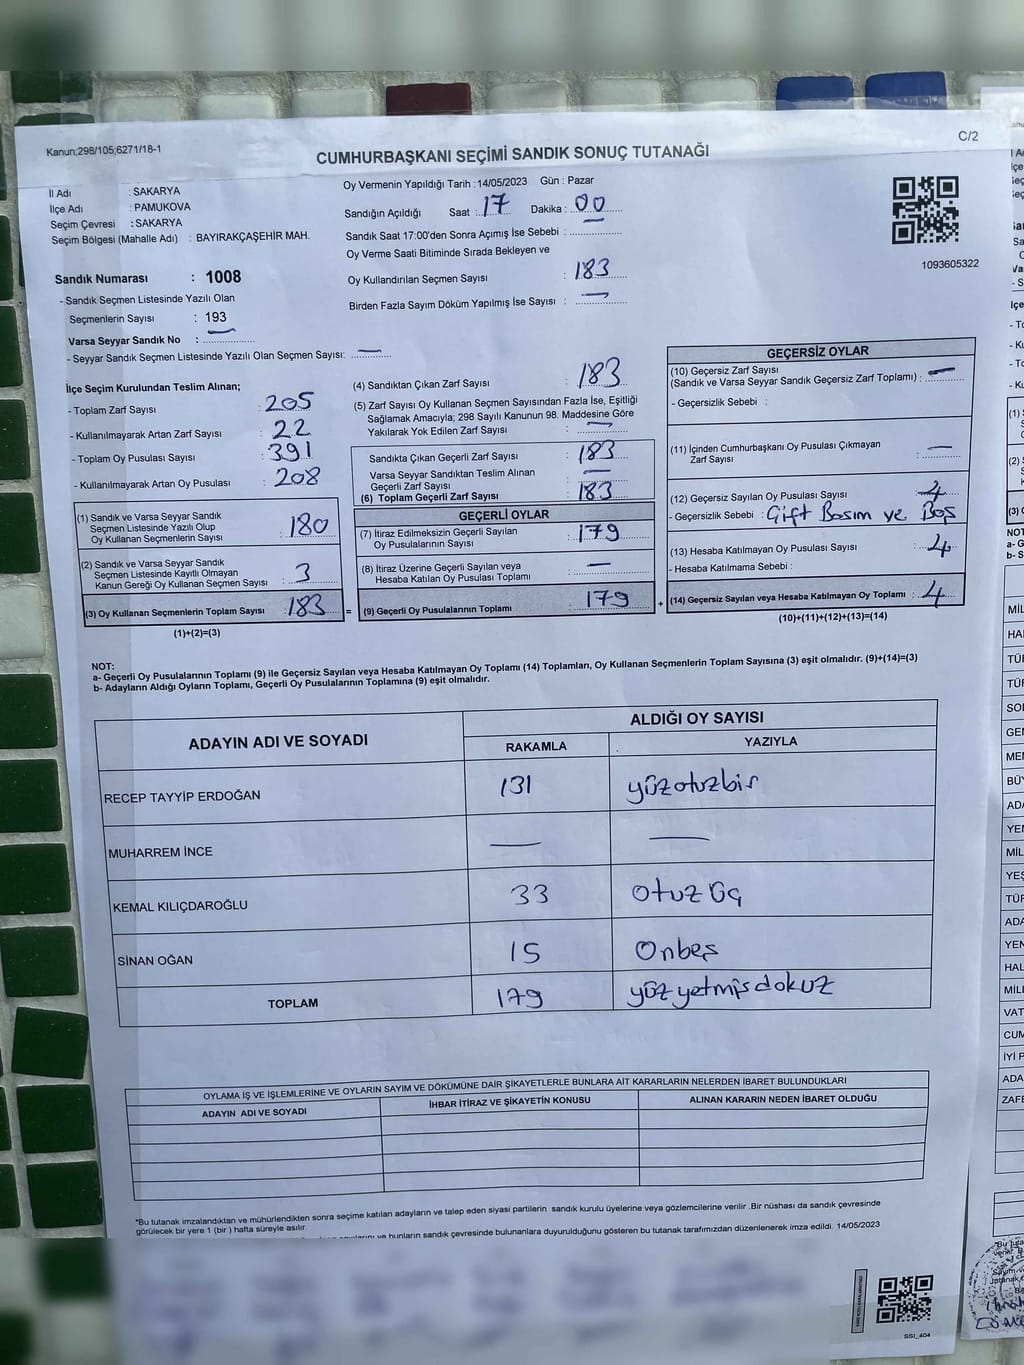 Kanun;298/105;6271/18-1
C/2
CUMHURBAŞKANI SEÇİMİ SANDIK SONUÇ TUTANAĞI
İl Adı : SAKARYA
İlçe Adı : PAMUKOVA
Seçim Çevresi : SAKARYA
Seçim Bölgesi (Mahalle Adı) : BAYIRAKÇAŞEHİR MAH.
Oy Vermenin Yapıldığı Tarih : 14/05/2023 Gün : Pazar
Sandığın Açıldığı Saat : 17 Dakika : 00
Sandık Saat 17:00'den Sonra Açımış İse Sebebi :
Oy Verme Saati Bitiminde Sırada Bekleyen ve
Oy Kullandırılan Seçmen Sayısı : 183
Birden Fazla Sayım Döküm Yapılmış İse Sayısı : —
1093605322
Sandık Numarası : 1008
- Sandık Seçmen Listesinde Yazılı Olan
Seçmenlerin Sayısı : 193
Varsa Seyyar Sandık No : —
- Seyyar Sandık Seçmen Listesinde Yazılı Olan Seçmen Sayısı: —
İlçe Seçim Kurulundan Teslim Alınan;
- Toplam Zarf Sayısı : 205
- Kullanılmayarak Artan Zarf Sayısı : 22
- Toplam Oy Pusulası Sayısı : 391
- Kullanılmayarak Artan Oy Pusulası : 208
(1) Sandık ve Varsa Seyyar Sandık
Seçmen Listesinde Yazılı Olup
Oy Kullanan Seçmenlerin Sayısı : 180
(2) Sandık ve Varsa Seyyar Sandık
Seçmen Listesinde Kayıtlı Olmayan
Kanun Gereği Oy Kullanan Seçmen Sayısı : 3
(3) Oy Kullanan Seçmenlerin Toplam Sayısı : 183
(1)+(2)=(3)
(4) Sandıktan Çıkan Zarf Sayısı : 183
(5) Zarf Sayısı Oy Kullanan Seçmen Sayısından Fazla İse, Eşitliği
Sağlamak Amacıyla; 298 Sayılı Kanunun 98. Maddesine Göre
Yakılarak Yok Edilen Zarf Sayısı : —
Sandıkta Çıkan Geçerli Zarf Sayısı : 183
Varsa Seyyar Sandıktan Teslim Alınan
Geçerli Zarf Sayısı : —
(6) Toplam Geçerli Zarf Sayısı : 183
GEÇERLİ OYLAR
(7) İtiraz Edilmeksizin Geçerli Sayılan
Oy Pusulalarının Sayısı : 179
(8) İtiraz Üzerine Geçerli Sayılan veya
Hesaba Katılan Oy Pusulası Toplamı : —
= (9) Geçerli Oy Pusulalarının Toplamı : 179
GEÇERSİZ OYLAR
(10) Geçersiz Zarf Sayısı
(Sandık ve Varsa Seyyar Sandık Geçersiz Zarf Toplamı) : —
- Geçersizlik Sebebi :
(11) İçinden Cumhurbaşkanı Oy Pusulası Çıkmayan
Zarf Sayısı : —
(12) Geçersiz Sayılan Oy Pusulası Sayısı : 4
- Geçersizlik Sebebi : Çift Basım ve Boş
(13) Hesaba Katılmayan Oy Pusulası Sayısı : 4
- Hesaba Katılmama Sebebi :
+ (14) Geçersiz Sayılan veya Hesaba Katılmayan Oy Toplamı : 4
(10)+(11)+(12)+(13)=(14)
NOT:
a- Geçerli Oy Pusulalarının Toplamı (9) ile Geçersiz Sayılan veya Hesaba Katılmayan Oy Toplamı (14) Toplamları, Oy Kullanan Seçmenlerin Toplam Sayısına (3) eşit olmalıdır. (9)+(14)=(3)
b- Adayların Aldığı Oyların Toplamı, Geçerli Oy Pusulalarının Toplamına (9) eşit olmalıdır.
ADAYIN ADI VE SOYADI
ALDIĞI OY SAYISI
RAKAMLA YAZIYLA
RECEP TAYYİP ERDOĞAN 131 yüzotuzbir
MUHARREM İNCE — —
KEMAL KILIÇDAROĞLU 33 otuz üç
SİNAN OĞAN 15 Onbeş
TOPLAM 179 yüzyetmişdokuz
OYLAMA İŞ VE İŞLEMLERİNE VE OYLARIN SAYIM VE DÖKÜMÜNE DAİR ŞİKAYETLERLE BUNLARA AİT KARARLARIN NELERDEN İBARET BULUNDUKLARI
ADAYIN ADI VE SOYADI İHBAR İTİRAZ VE ŞİKAYETİN KONUSU ALINAN KARARIN NEDEN İBARET OLDUĞU
*Bu tutanak imzalandıktan ve mühürlendikten sonra seçime katılan adayların ve talep eden siyasi partilerin sandık kurulu üyelerine veya gözlemcilerine verilir .Bir nüshası da sandık çevresinde
görülecek bir yere 1 (bir ) hafta süreyle asılır.
ve bunların sandık çevresinde bulunanlara duyurulduğunu gösteren bu tutanak tarafımızdan düzenlenerek imza edildi. 14/05/2023
SSİ_404